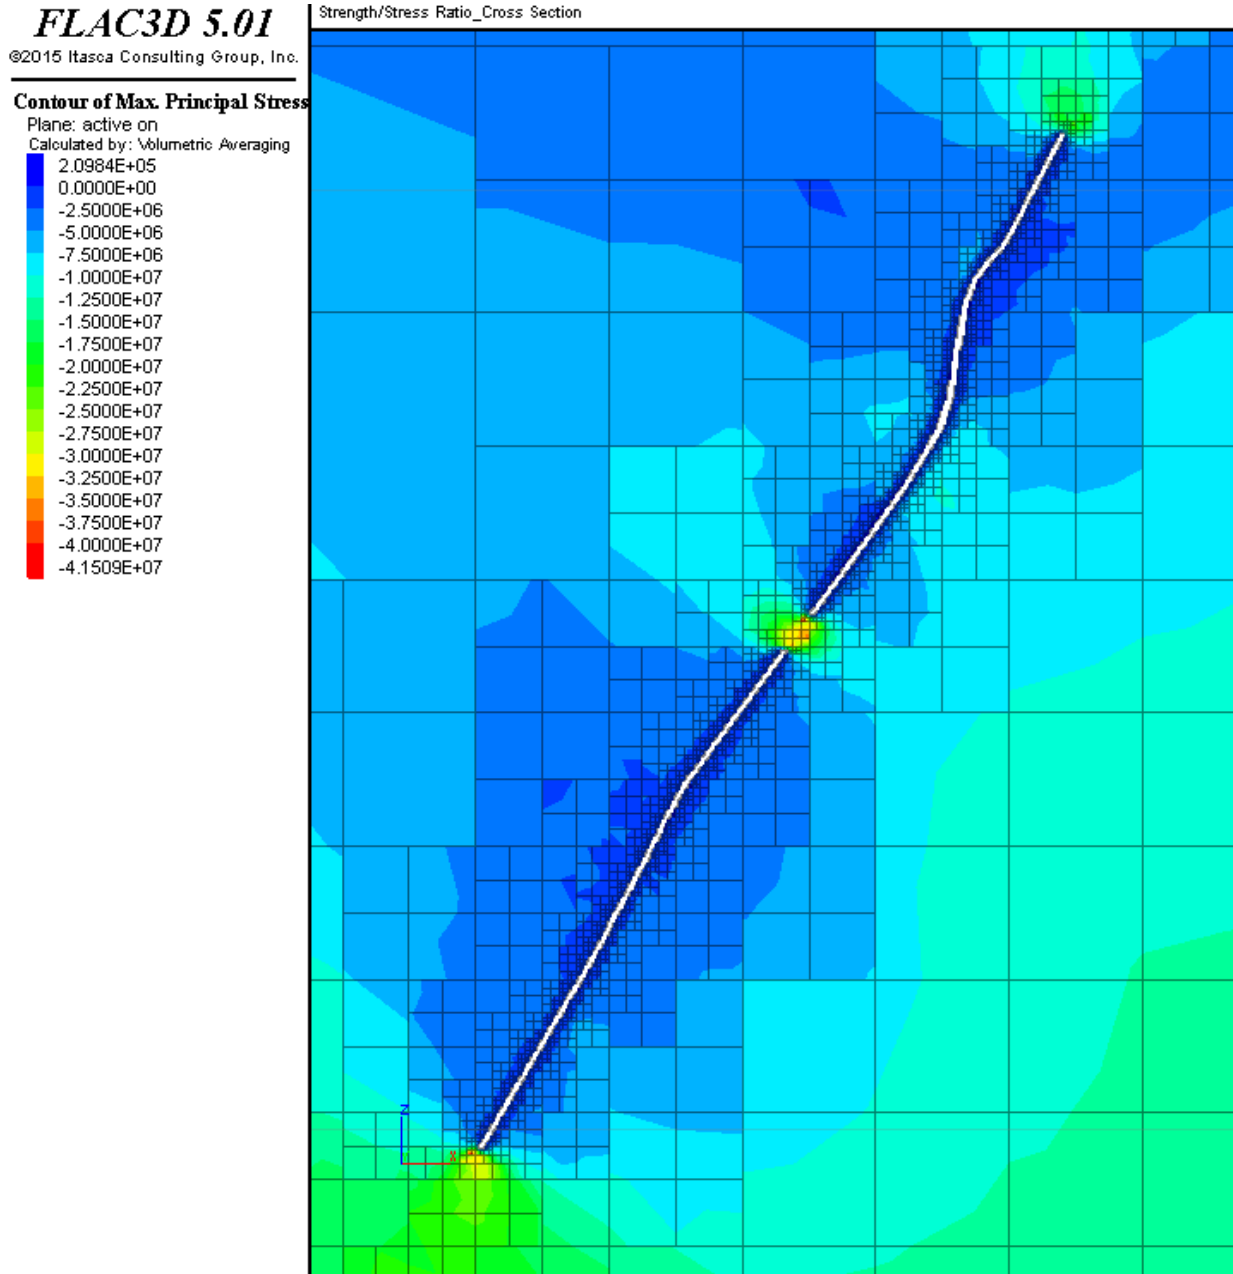 FLAC3D 5.01
©2015 Itasca Consulting Group, Inc.
Strength/Stress Ratio_Cross Section
Contour of Max. Principal Stress
Plane: active on
Calculated by: Volumetric Averaging
2.0984E+05
0.0000E+00
-2.5000E+06
-5.0000E+06
-7.5000E+06
-1.0000E+07
-1.2500E+07
-1.5000E+07
-1.7500E+07
-2.0000E+07
-2.2500E+07
-2.5000E+07
-2.7500E+07
-3.0000E+07
-3.2500E+07
-3.5000E+07
-3.7500E+07
-4.0000E+07
-4.1509E+07
Z
X